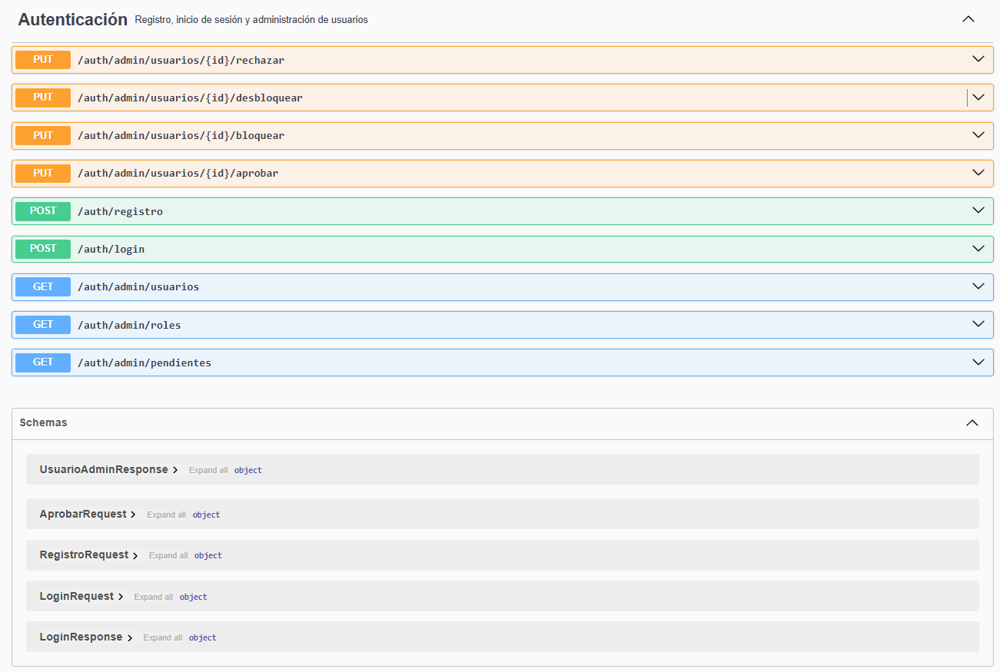 Autenticación Registro, inicio de sesión y administración de usuarios
PUT /auth/admin/usuarios/{id}/rechazar
PUT /auth/admin/usuarios/{id}/desbloquear
PUT /auth/admin/usuarios/{id}/bloquear
PUT /auth/admin/usuarios/{id}/aprobar
POST /auth/registro
POST /auth/login
GET /auth/admin/usuarios
GET /auth/admin/roles
GET /auth/admin/pendientes
Schemas
UsuarioAdminResponse Expand all object
AprobarRequest Expand all object
RegistroRequest Expand all object
LoginRequest Expand all object
LoginResponse Expand all object